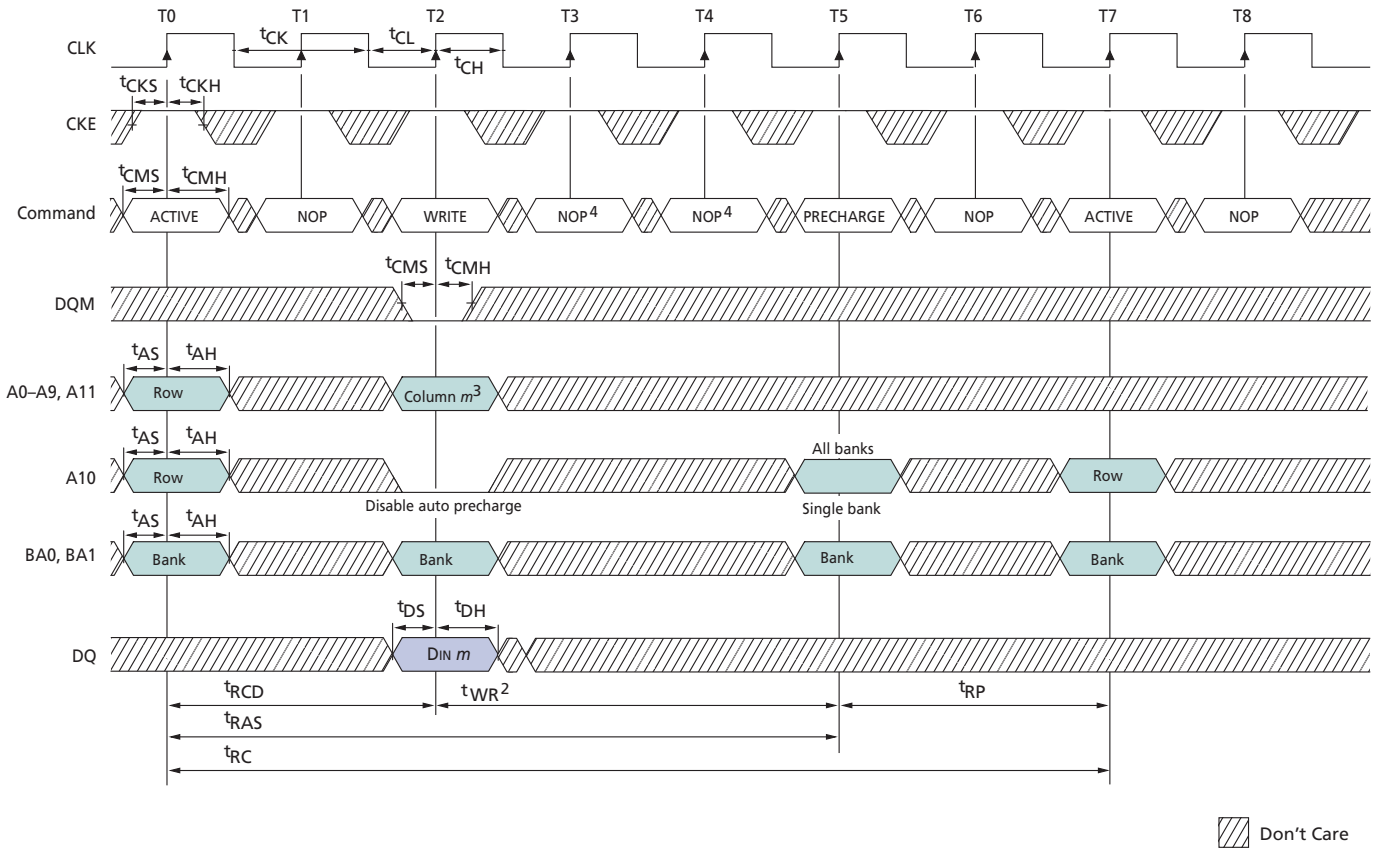 T0 T1 T2 T3 T4 T5 T6 T7 T8
CLK
tCK tCL
tCH
tCKS tCKH
CKE
tCMS tCMH
Command ACTIVE NOP WRITE NOP4 NOP4 PRECHARGE NOP ACTIVE NOP
tCMS tCMH
DQM
tAS tAH
A0–A9, A11 Row Column m3
tAS tAH
All banks
A10 Row Row
Disable auto precharge Single bank
tAS tAH
BA0, BA1 Bank Bank Bank Bank
tDS tDH
DQ DIN m
tRCD tWR2 tRP
tRAS
tRC
Don't Care